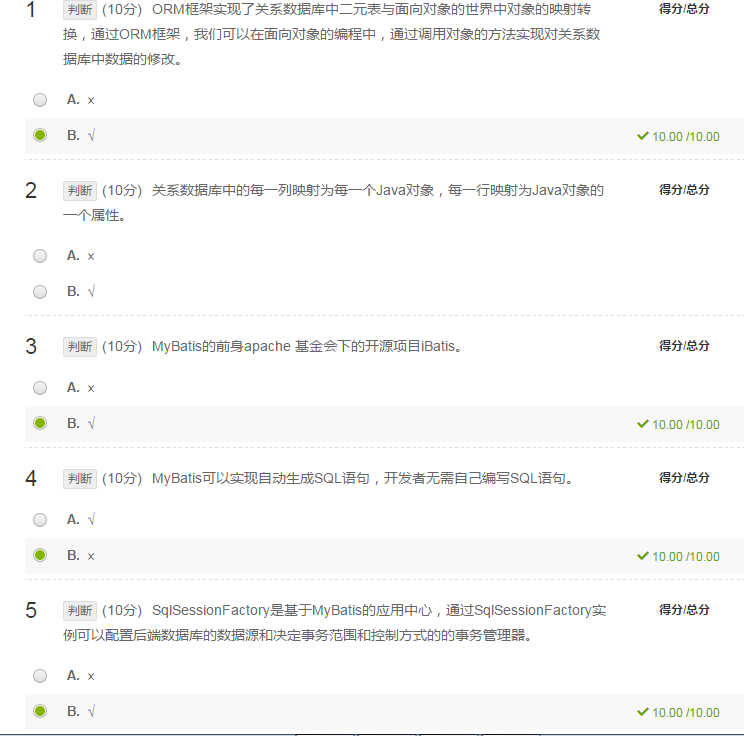 1 判断 (10分) ORM框架实现了关系数据库中二元表与面向对象的世界中对象的映射转 得分/总分
换，通过ORM框架，我们可以在面向对象的编程中，通过调用对象的方法实现对关系数
据库中数据的修改。
A. ×
B. √ 10.00 /10.00
2 判断 (10分) 关系数据库中的每一列映射为每一个Java对象，每一行映射为Java对象的 得分/总分
一个属性。
A. ×
B. √
3 判断 (10分) MyBatis的前身apache 基金会下的开源项目iBatis。 得分/总分
A. ×
B. √ 10.00 /10.00
4 判断 (10分) MyBatis可以实现自动生成SQL语句，开发者无需自己编写SQL语句。 得分/总分
A. √
B. × 10.00 /10.00
5 判断 (10分) SqlSessionFactory是基于MyBatis的应用中心，通过SqlSessionFactory实 得分/总分
例可以配置后端数据库的数据源和决定事务范围和控制方式的的事务管理器。
A. ×
B. √ 10.00 /10.00